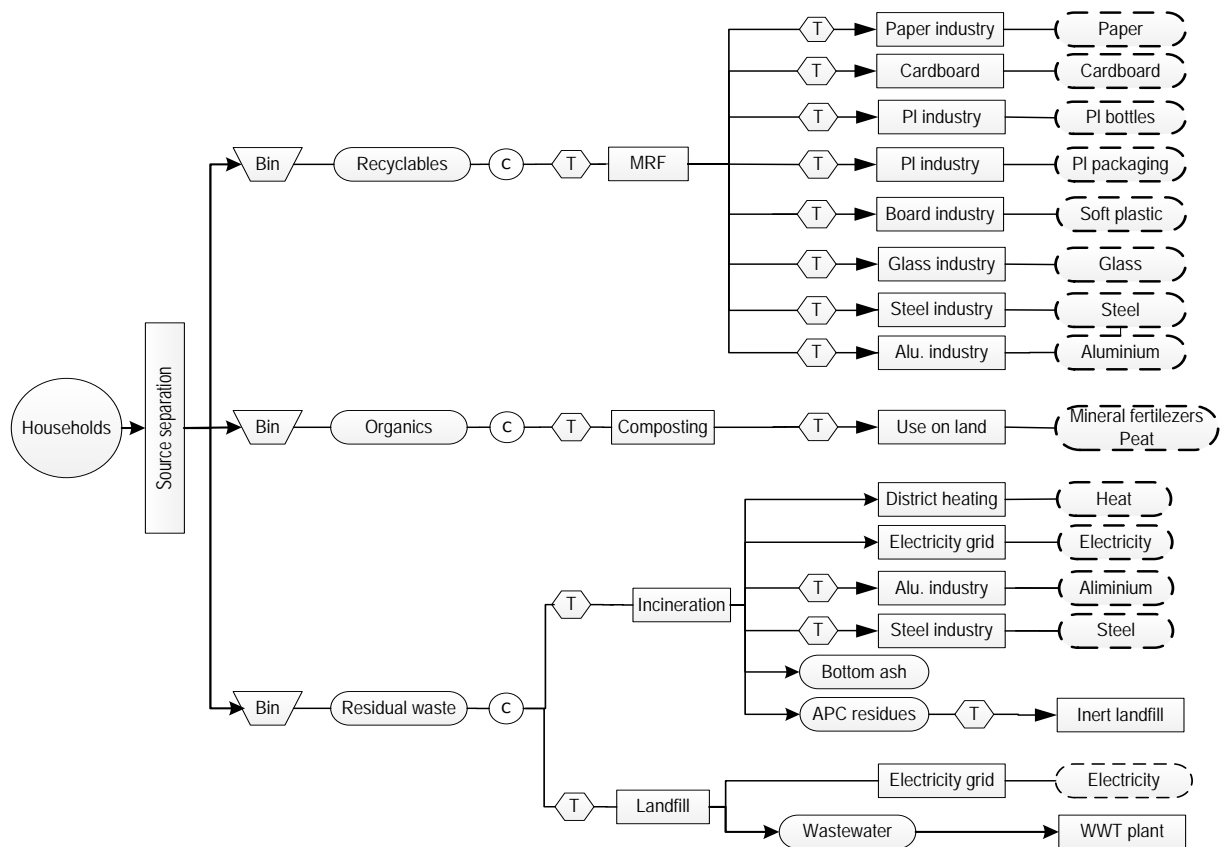 T
Paper industry
Paper
T
Cardboard
Cardboard
T
Pl industry
Pl bottles
Bin
Recyclables
C
T
MRF
T
Pl industry
Pl packaging
T
Board industry
Soft plastic
T
Glass industry
Glass
T
Steel industry
Steel
T
Alu. industry
Aluminium
Households
Source separation
Bin
Organics
C
T
Composting
T
Use on land
Mineral fertilezers
Peat
District heating
Heat
Electricity grid
Electricity
T
Incineration
T
Alu. industry
Aliminium
T
Steel industry
Steel
Bottom ash
Bin
Residual waste
C
APC residues
T
Inert landfill
T
Landfill
Electricity grid
Electricity
Wastewater
WWT plant